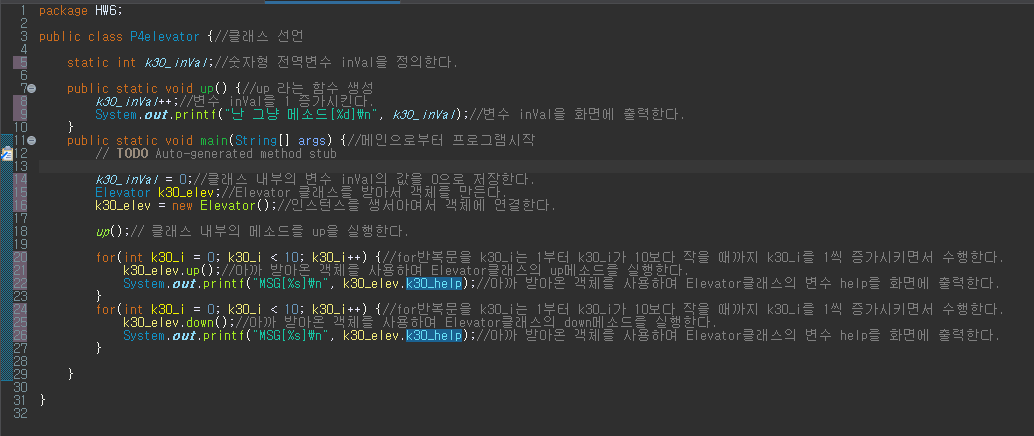 1 package HW6;
2
3 public class P4elevator {//클래스 선언
4
5 static int k30_inVal;//숫자형 전역변수 inVal을 정의한다.
6
7 public static void up() {//up 라는 함수 생성
8 k30_inVal++;//변수 inVal를 1 증가시킨다.
9 System.out.printf("난 그냥 메소드[%d]\n", k30_inVal);//변수 inVal을 화면에 출력한다.
10 }
11 public static void main(String[] args) {//메인으로부터 프로그램시작
12 // TODO Auto-generated method stub
13
14 k30_inVal = 0;//클래스 내부의 변수 inVal의 값을 0으로 저장한다.
15 Elevator k30_elev;//Elevator 클래스를 받아서 객체를 만든다.
16 k30_elev = new Elevator();//인스턴스를 생서아여서 객체에 연결한다.
17
18 up();// 클래스 내부의 메소드를 up을 실행한다.
19
20 for(int k30_i = 0; k30_i < 10; k30_i++) {//for반복문을 k30_i는 1부터 k30_i가 10보다 작을 때까지 k30_i를 1씩 증가시키면서 수행한다.
21 k30_elev.up();//아까 받아온 객체를 사용하여 Elevator클래스의 up메소드를 실행한다.
22 System.out.printf("MSG[%s]\n", k30_elev.k30_help);//아까 받아온 객체를 사용하여 Elevator클래스의 변수 help를 화면에 출력한다.
23 }
24 for(int k30_i = 0; k30_i < 10; k30_i++) {//for반복문을 k30_i는 1부터 k30_i가 10보다 작을 때까지 k30_i를 1씩 증가시키면서 수행한다.
25 k30_elev.down();//아까 받아온 객체를 사용하여 Elevator클래스의 down메소드를 실행한다.
26 System.out.printf("MSG[%s]\n", k30_elev.k30_help);//아까 받아온 객체를 사용하여 Elevator클래스의 변수 help를 화면에 출력한다.
27 }
28
29 }
30
31 }
32